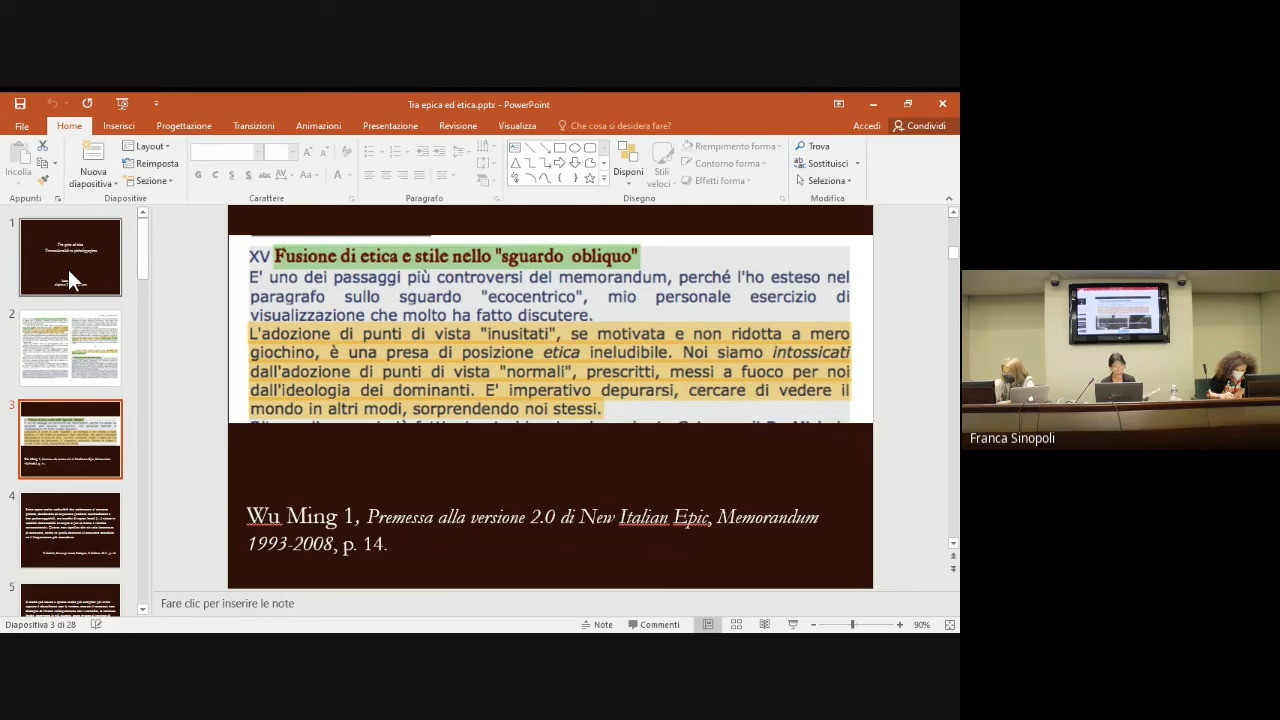 Tra epica ed etica.pptx - PowerPoint
File Home Inserisci Progettazione Transizioni Animazioni Presentazione Revisione Visualizza Che cosa si desidera fare? Accedi Condividi
Incolla
Nuova
diapositiva
Layout
Reimposta
Sezione
Disponi
Stili
veloci
Riempimento forma
Contorno forma
Effetti forma
Trova
Sostituisci
Seleziona
Appunti Diapositive Carattere Paragrafo Disegno Modifica
1
2
3
4
5
XV Fusione di etica e stile nello "sguardo obliquo"
E' uno dei passaggi più controversi del memorandum, perché l'ho esteso nel
paragrafo sullo sguardo "ecocentrico", mio personale esercizio di
visualizzazione che molto ha fatto discutere.
L'adozione di punti di vista "inusitati", se motivata e non ridotta a mero
giochino, è una presa di posizione etica ineludibile. Noi siamo intossicati
dall'adozione di punti di vista "normali", prescritti, messi a fuoco per noi
dall'ideologia dei dominanti. E' imperativo depurarsi, cercare di vedere il
mondo in altri modi, sorprendendo noi stessi.
Wu Ming 1, Premessa alla versione 2.0 di New Italian Epic, Memorandum
1993-2008, p. 14.
Fare clic per inserire le note
Diapositiva 3 di 28 Note Commenti 90%
Franca Sinopoli